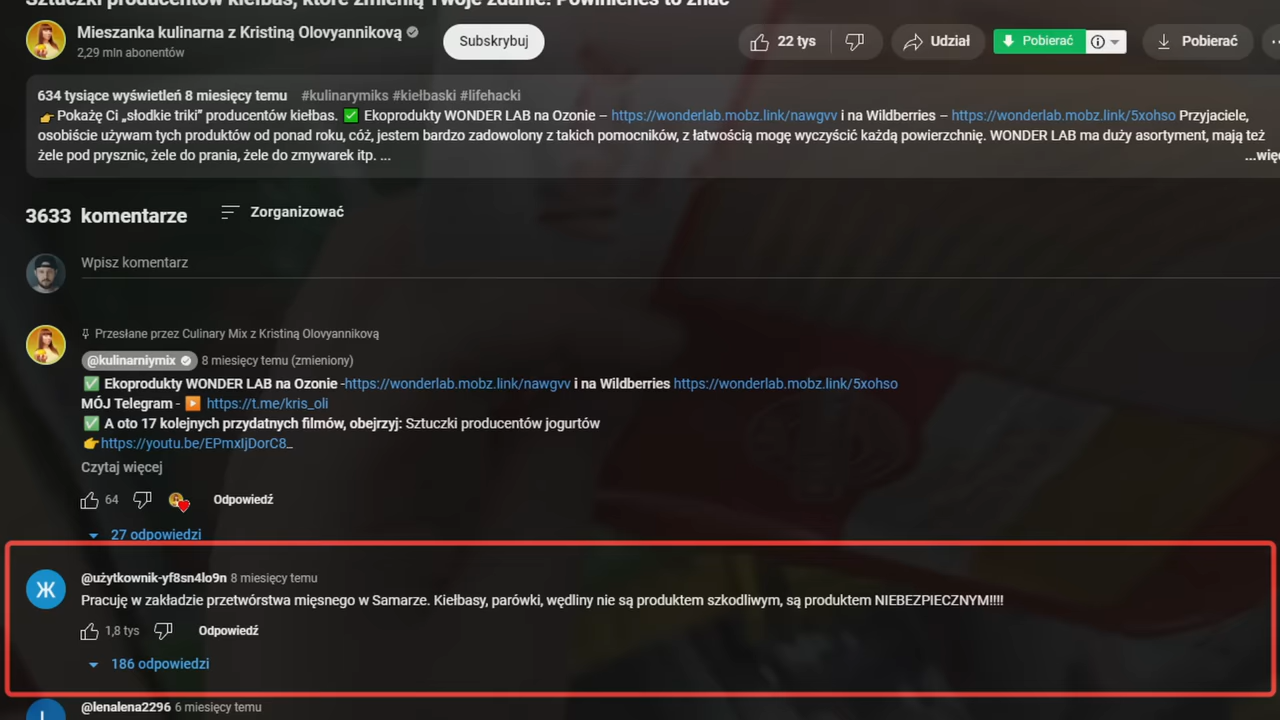 Sztuczki producentów kiełbas, które zmienią Twoje zdanie! Powinieneś to znać
Mieszanka kulinarna z Kristiną Olovyannikovą
2,29 mln abonentów
Subskrybuj
22 tys
Udział
Pobierać
Pobierać
634 tysiące wyświetleń 8 miesięcy temu #kulinarymiks #kiełbaski #lifehacki
Pokażę Ci „słodkie triki” producentów kiełbas. ✅ Ekoprodukty WONDER LAB na Ozonie – https://wonderlab.mobz.link/nawgvv i na Wildberries – https://wonderlab.mobz.link/5xohso Przyjaciele,
osobiście używam tych produktów od ponad roku, cóż, jestem bardzo zadowolony z takich pomocników, z łatwością mogę wyczyścić każdą powierzchnię. WONDER LAB ma duży asortyment, mają też
żele pod prysznic, żele do prania, żele do zmywarek itp. ...
...więc
3633 komentarze
Zorganizować
Wpisz komentarz
Przesłane przez Culinary Mix z Kristiną Olovyannikovą
@kulinarniymix 8 miesięcy temu (zmieniony)
✅ Ekoprodukty WONDER LAB na Ozonie -https://wonderlab.mobz.link/nawgvv i na Wildberries https://wonderlab.mobz.link/5xohso
MÓJ Telegram - ▶️ https://t.me/kris_oli
✅ A oto 17 kolejnych przydatnych filmów, obejrzyj: Sztuczki producentów jogurtów
👉https://youtu.be/EPmxIjDorC8_
Czytaj więcej
64
Odpowiedź
27 odpowiedzi
Ж
@użytkownik-yf8sn4lo9n 8 miesięcy temu
Pracuję w zakładzie przetwórstwa mięsnego w Samarze. Kiełbasy, parówki, wędliny nie są produktem szkodliwym, są produktem NIEBEZPIECZNYM!!!!
1,8 tys
Odpowiedź
186 odpowiedzi
L
@lenalena2296 6 miesięcy temu